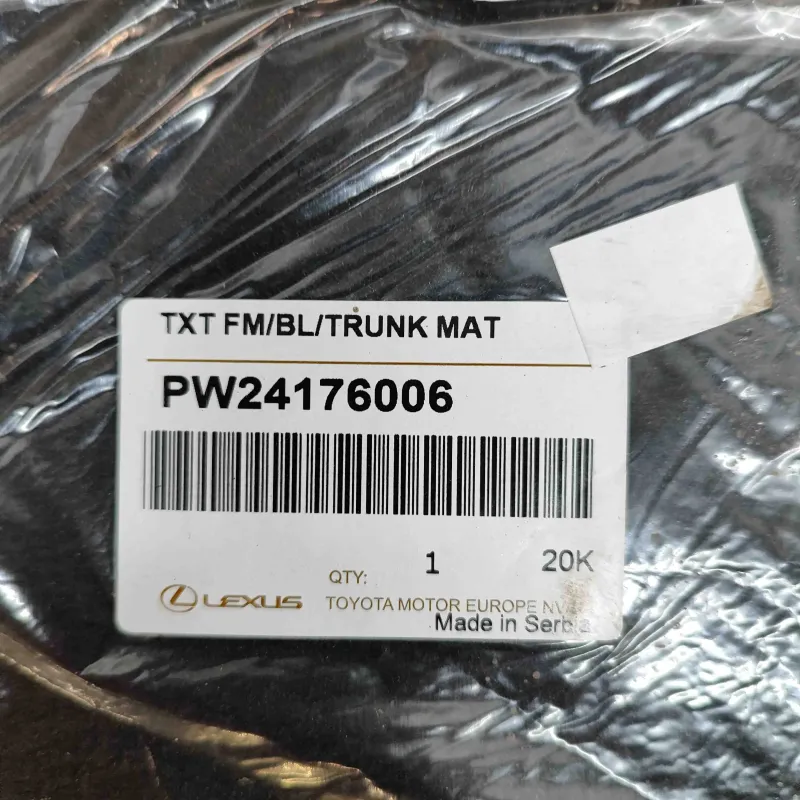 TXT FM/BL/TRUNK MAT
PW24176006
1 20K
QTY:
LEXUS TOYOTA MOTOR EUROPE NV
Made in Serbia